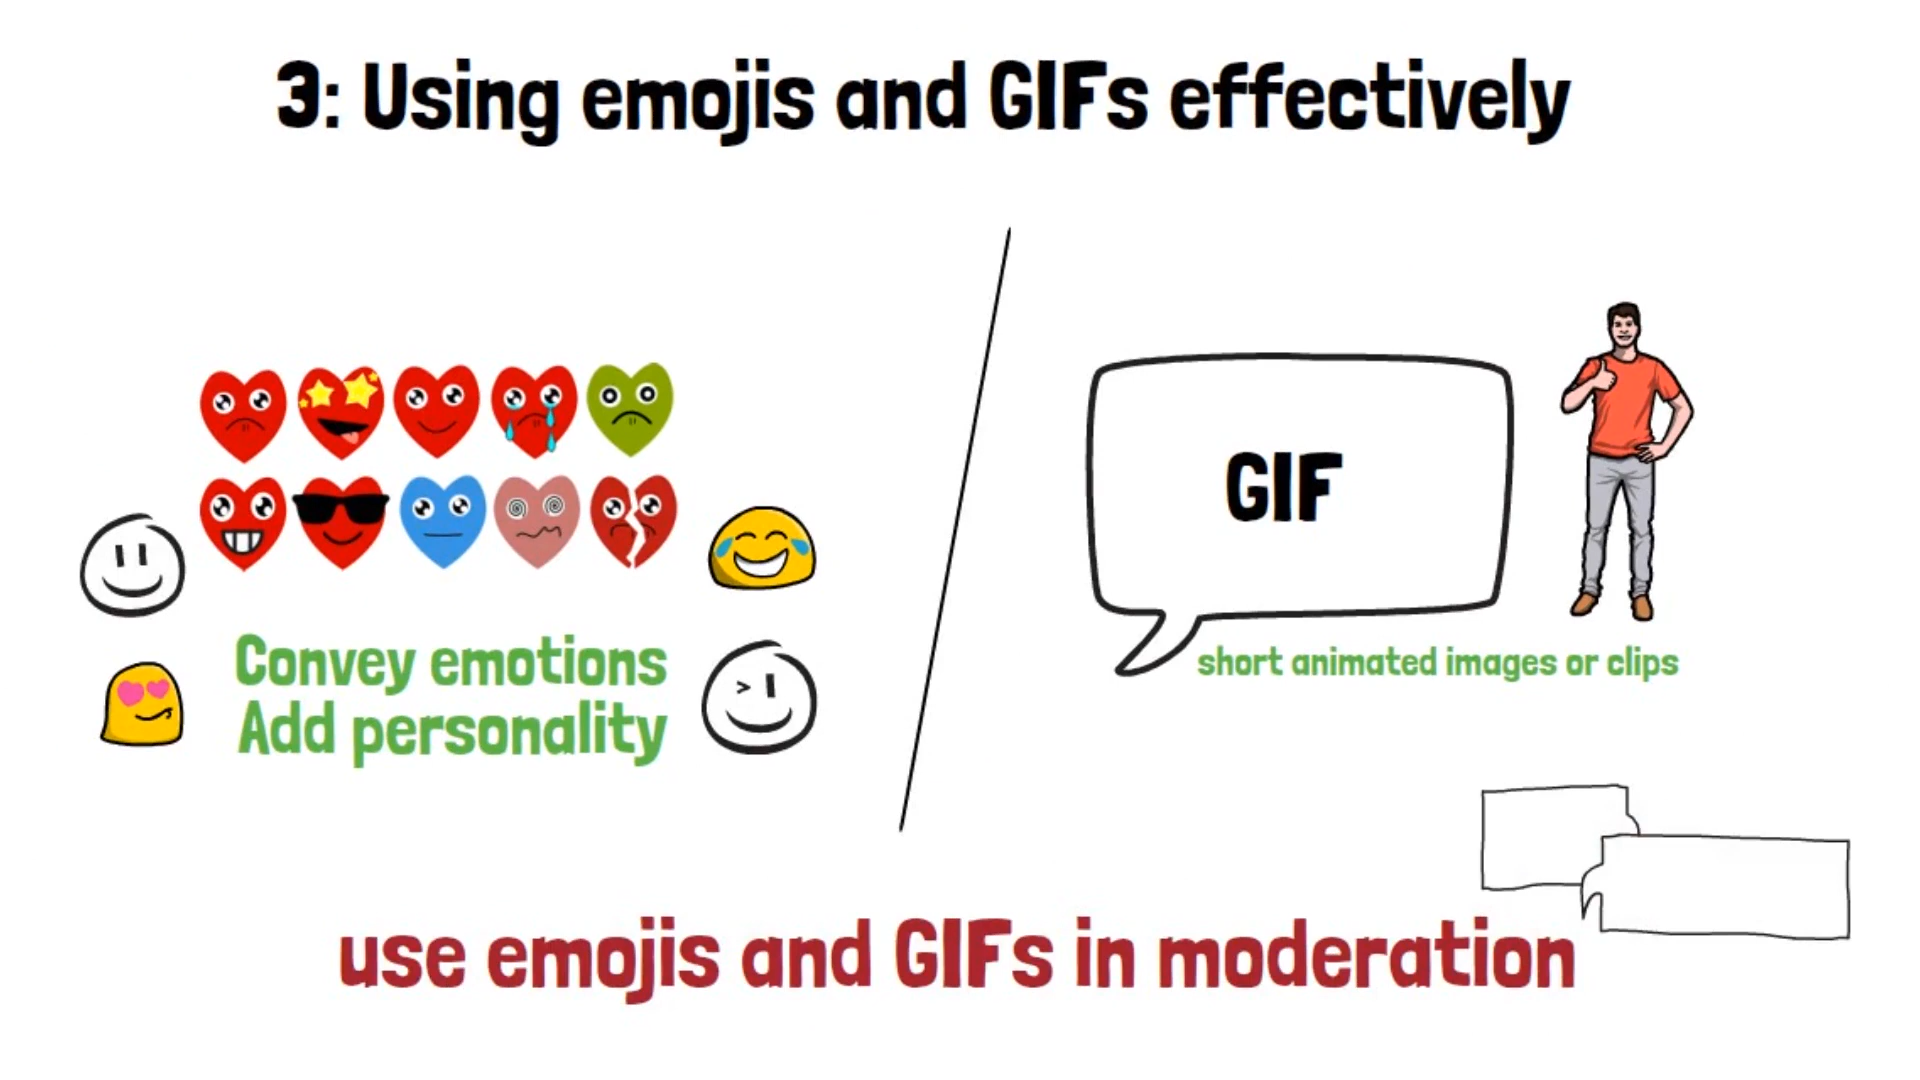 3: Using emojis and GIFs effectively
Convey emotions
Add personality
GIF
short animated images or clips
use emojis and GIFs in moderation